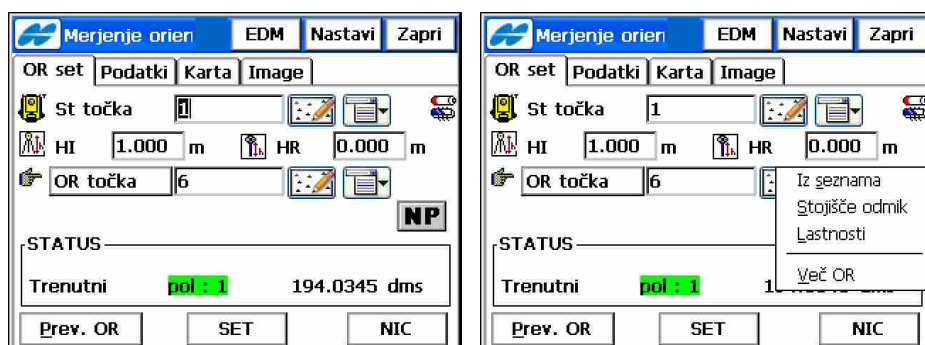 Merjenje orien EDM Nastavi Zapri
OR set Podatki Karta Image
St točka 1
HI 1.000 m HR 0.000 m
OR točka 6
NP
STATUS
Trenutni pol : 1 194.0345 dms
Prev. OR SET NIC
Merjenje orien EDM Nastavi Zapri
OR set Podatki Karta Image
St točka 1
HI 1.000 m HR 0.000 m
OR točka 6
Iz seznama
Stojišče odmik
Lastnosti
Več OR
STATUS
Trenutni pol : 1
Prev. OR SET NIC